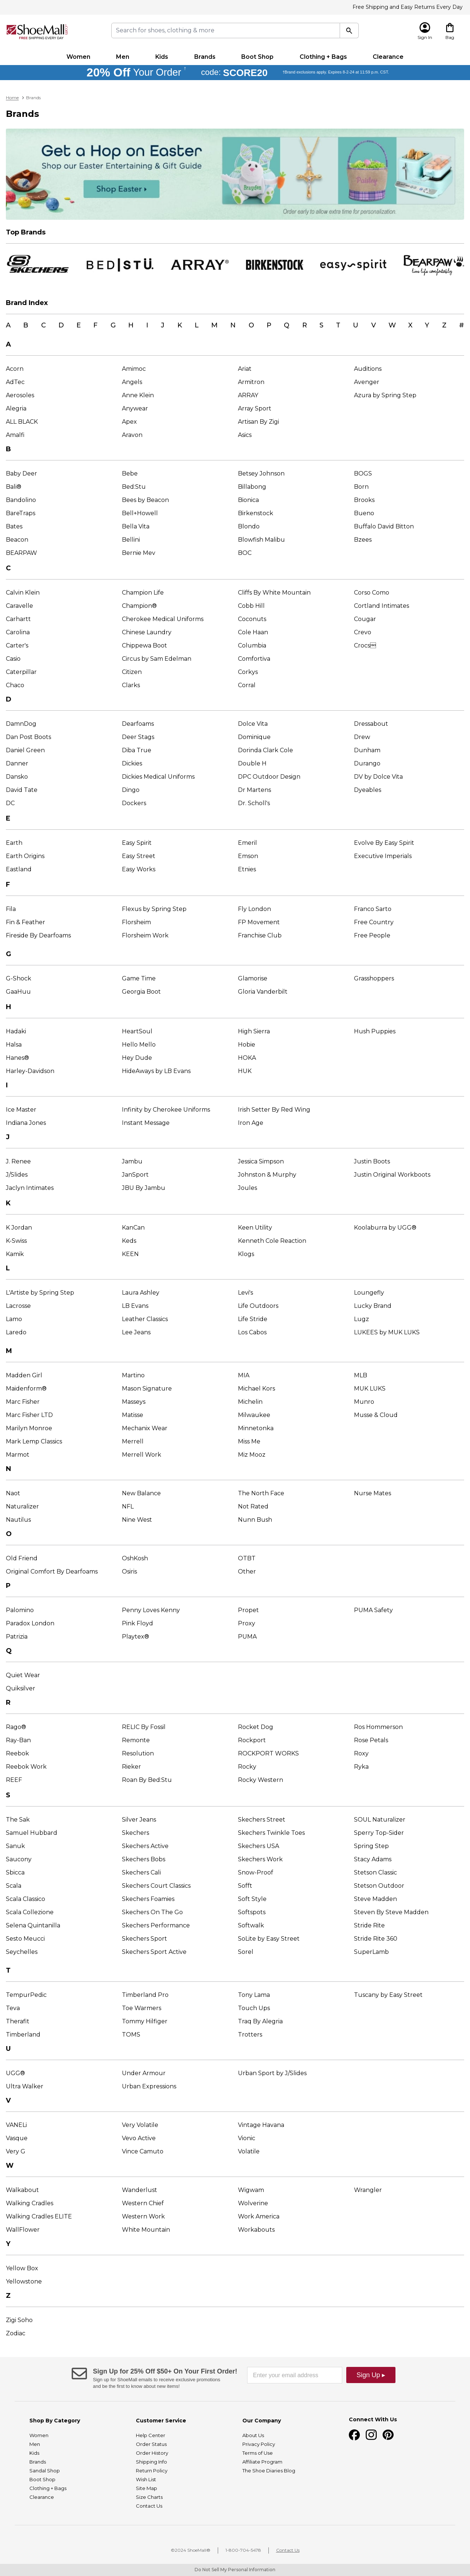 Free Shipping and Easy Returns Every Day
ShoeMall
FREE SHIPPING EVERY DAY
Search for shoes, clothing & more
Sign In
Bag
Women Men Kids Brands Boot Shop Clothing + Bags Clearance
20% Off Your Order * code: SCORE20 *Brand exclusions apply. Expires 8-2-24 at 11:59 p.m. CST.
Home > Brands
Brands
Get a Hop on Easter
Shop our Easter Entertaining & Gift Guide
Shop Easter ▸
Order early to allow extra time for personalization.
Top Brands
SKECHERS BED|STÜ. ARRAY® BIRKENSTOCK easy spirit BEARPAW
live life comfortably
Brand Index
A B C D E F G H I J K L M N O P Q R S T U V W X Y Z #
A
Acorn Amimoc Ariat Auditions
AdTec Angels Armitron Avenger
Aerosoles Anne Klein ARRAY Azura by Spring Step
Alegria Anywear Array Sport
ALL BLACK Apex Artisan By Zigi
Amalfi Aravon Asics
B
Baby Deer Bebe Betsey Johnson BOGS
Bali® Bed:Stu Billabong Born
Bandolino Bees by Beacon Bionica Brooks
BareTraps Bell+Howell Birkenstock Bueno
Bates Bella Vita Blondo Buffalo David Bitton
Beacon Bellini Blowfish Malibu Bzees
BEARPAW Bernie Mev BOC
C
Calvin Klein Champion Life Cliffs By White Mountain Corso Como
Caravelle Champion® Cobb Hill Cortland Intimates
Carhartt Cherokee Medical Uniforms Coconuts Cougar
Carolina Chinese Laundry Cole Haan Crevo
Carter's Chippewa Boot Columbia Crocs
Casio Circus by Sam Edelman Comfortiva
Caterpillar Citizen Corkys
Chaco Clarks Corral
D
DamnDog Dearfoams Dolce Vita Dressabout
Dan Post Boots Deer Stags Dominique Drew
Daniel Green Diba True Dorinda Clark Cole Dunham
Danner Dickies Double H Durango
Dansko Dickies Medical Uniforms DPC Outdoor Design DV by Dolce Vita
David Tate Dingo Dr Martens Dyeables
DC Dockers Dr. Scholl's
E
Earth Easy Spirit Emeril Evolve By Easy Spirit
Earth Origins Easy Street Emson Executive Imperials
Eastland Easy Works Etnies
F
Fila Flexus by Spring Step Fly London Franco Sarto
Fin & Feather Florsheim FP Movement Free Country
Fireside By Dearfoams Florsheim Work Franchise Club Free People
G
G-Shock Game Time Glamorise Grasshoppers
GaaHuu Georgia Boot Gloria Vanderbilt
H
Hadaki HeartSoul High Sierra Hush Puppies
Halsa Hello Mello Hobie
Hanes® Hey Dude HOKA
Harley-Davidson HideAways by LB Evans HUK
I
Ice Master Infinity by Cherokee Uniforms Irish Setter By Red Wing
Indiana Jones Instant Message Iron Age
J
J. Renee Jambu Jessica Simpson Justin Boots
J/Slides JanSport Johnston & Murphy Justin Original Workboots
Jaclyn Intimates JBU By Jambu Joules
K
K Jordan KanCan Keen Utility Koolaburra by UGG®
K-Swiss Keds Kenneth Cole Reaction
Kamik KEEN Klogs
L
L'Artiste by Spring Step Laura Ashley Levi's Loungefly
Lacrosse LB Evans Life Outdoors Lucky Brand
Lamo Leather Classics Life Stride Lugz
Laredo Lee Jeans Los Cabos LUKEES by MUK LUKS
M
Madden Girl Martino MIA MLB
Maidenform® Mason Signature Michael Kors MUK LUKS
Marc Fisher Masseys Michelin Munro
Marc Fisher LTD Matisse Milwaukee Musse & Cloud
Marilyn Monroe Mechanix Wear Minnetonka
Mark Lemp Classics Merrell Miss Me
Marmot Merrell Work Miz Mooz
N
Naot New Balance The North Face Nurse Mates
Naturalizer NFL Not Rated
Nautilus Nine West Nunn Bush
O
Old Friend OshKosh OTBT
Original Comfort By Dearfoams Osiris Other
P
Palomino Penny Loves Kenny Propet PUMA Safety
Paradox London Pink Floyd Proxy
Patrizia Playtex® PUMA
Q
Quiet Wear
Quiksilver
R
Rago® RELIC By Fossil Rocket Dog Ros Hommerson
Ray-Ban Remonte Rockport Rose Petals
Reebok Resolution ROCKPORT WORKS Roxy
Reebok Work Rieker Rocky Ryka
REEF Roan By Bed:Stu Rocky Western
S
The Sak Silver Jeans Skechers Street SOUL Naturalizer
Samuel Hubbard Skechers Skechers Twinkle Toes Sperry Top-Sider
Sanuk Skechers Active Skechers USA Spring Step
Saucony Skechers Bobs Skechers Work Stacy Adams
Sbicca Skechers Cali Snow-Proof Stetson Classic
Scala Skechers Court Classics Sofft Stetson Outdoor
Scala Classico Skechers Foamies Soft Style Steve Madden
Scala Collezione Skechers On The Go Softspots Steven By Steve Madden
Selena Quintanilla Skechers Performance Softwalk Stride Rite
Sesto Meucci Skechers Sport SoLite by Easy Street Stride Rite 360
Seychelles Skechers Sport Active Sorel SuperLamb
T
TempurPedic Timberland Pro Tony Lama Tuscany by Easy Street
Teva Toe Warmers Touch Ups
Therafit Tommy Hilfiger Traq By Alegria
Timberland TOMS Trotters
U
UGG® Under Armour Urban Sport by J/Slides
Ultra Walker Urban Expressions
V
VANELi Very Volatile Vintage Havana
Vasque Vevo Active Vionic
Very G Vince Camuto Volatile
W
Walkabout Wanderlust Wigwam Wrangler
Walking Cradles Western Chief Wolverine
Walking Cradles ELITE Western Work Work America
WallFlower White Mountain Workabouts
Y
Yellow Box
Yellowstone
Z
Zigi Soho
Zodiac
Sign Up for 25% Off $50+ On Your First Order!
Sign up for ShoeMall emails to receive exclusive promotions
and be the first to know about new items!
Enter your email address
Sign Up ▸
Shop By Category Customer Service Our Company Connect With Us
Women Help Center About Us
Men Order Status Privacy Policy
Kids Order History Terms of Use
Brands Shipping Info Affiliate Program
Sandal Shop Return Policy The Shoe Diaries Blog
Boot Shop Wish List
Clothing + Bags Site Map
Clearance Size Charts
Contact Us
©2024 ShoeMall® | 1-800-704-5478 | Contact Us
Do Not Sell My Personal Information